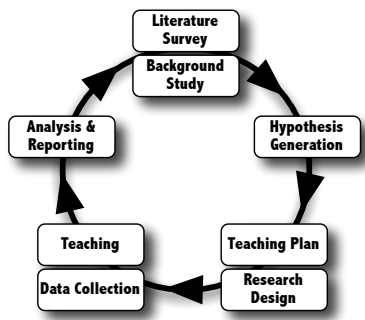 Literature
Survey
Background
Study
Analysis &
Reporting
Hypothesis
Generation
Teaching
Teaching Plan
Data Collection
Research
Design